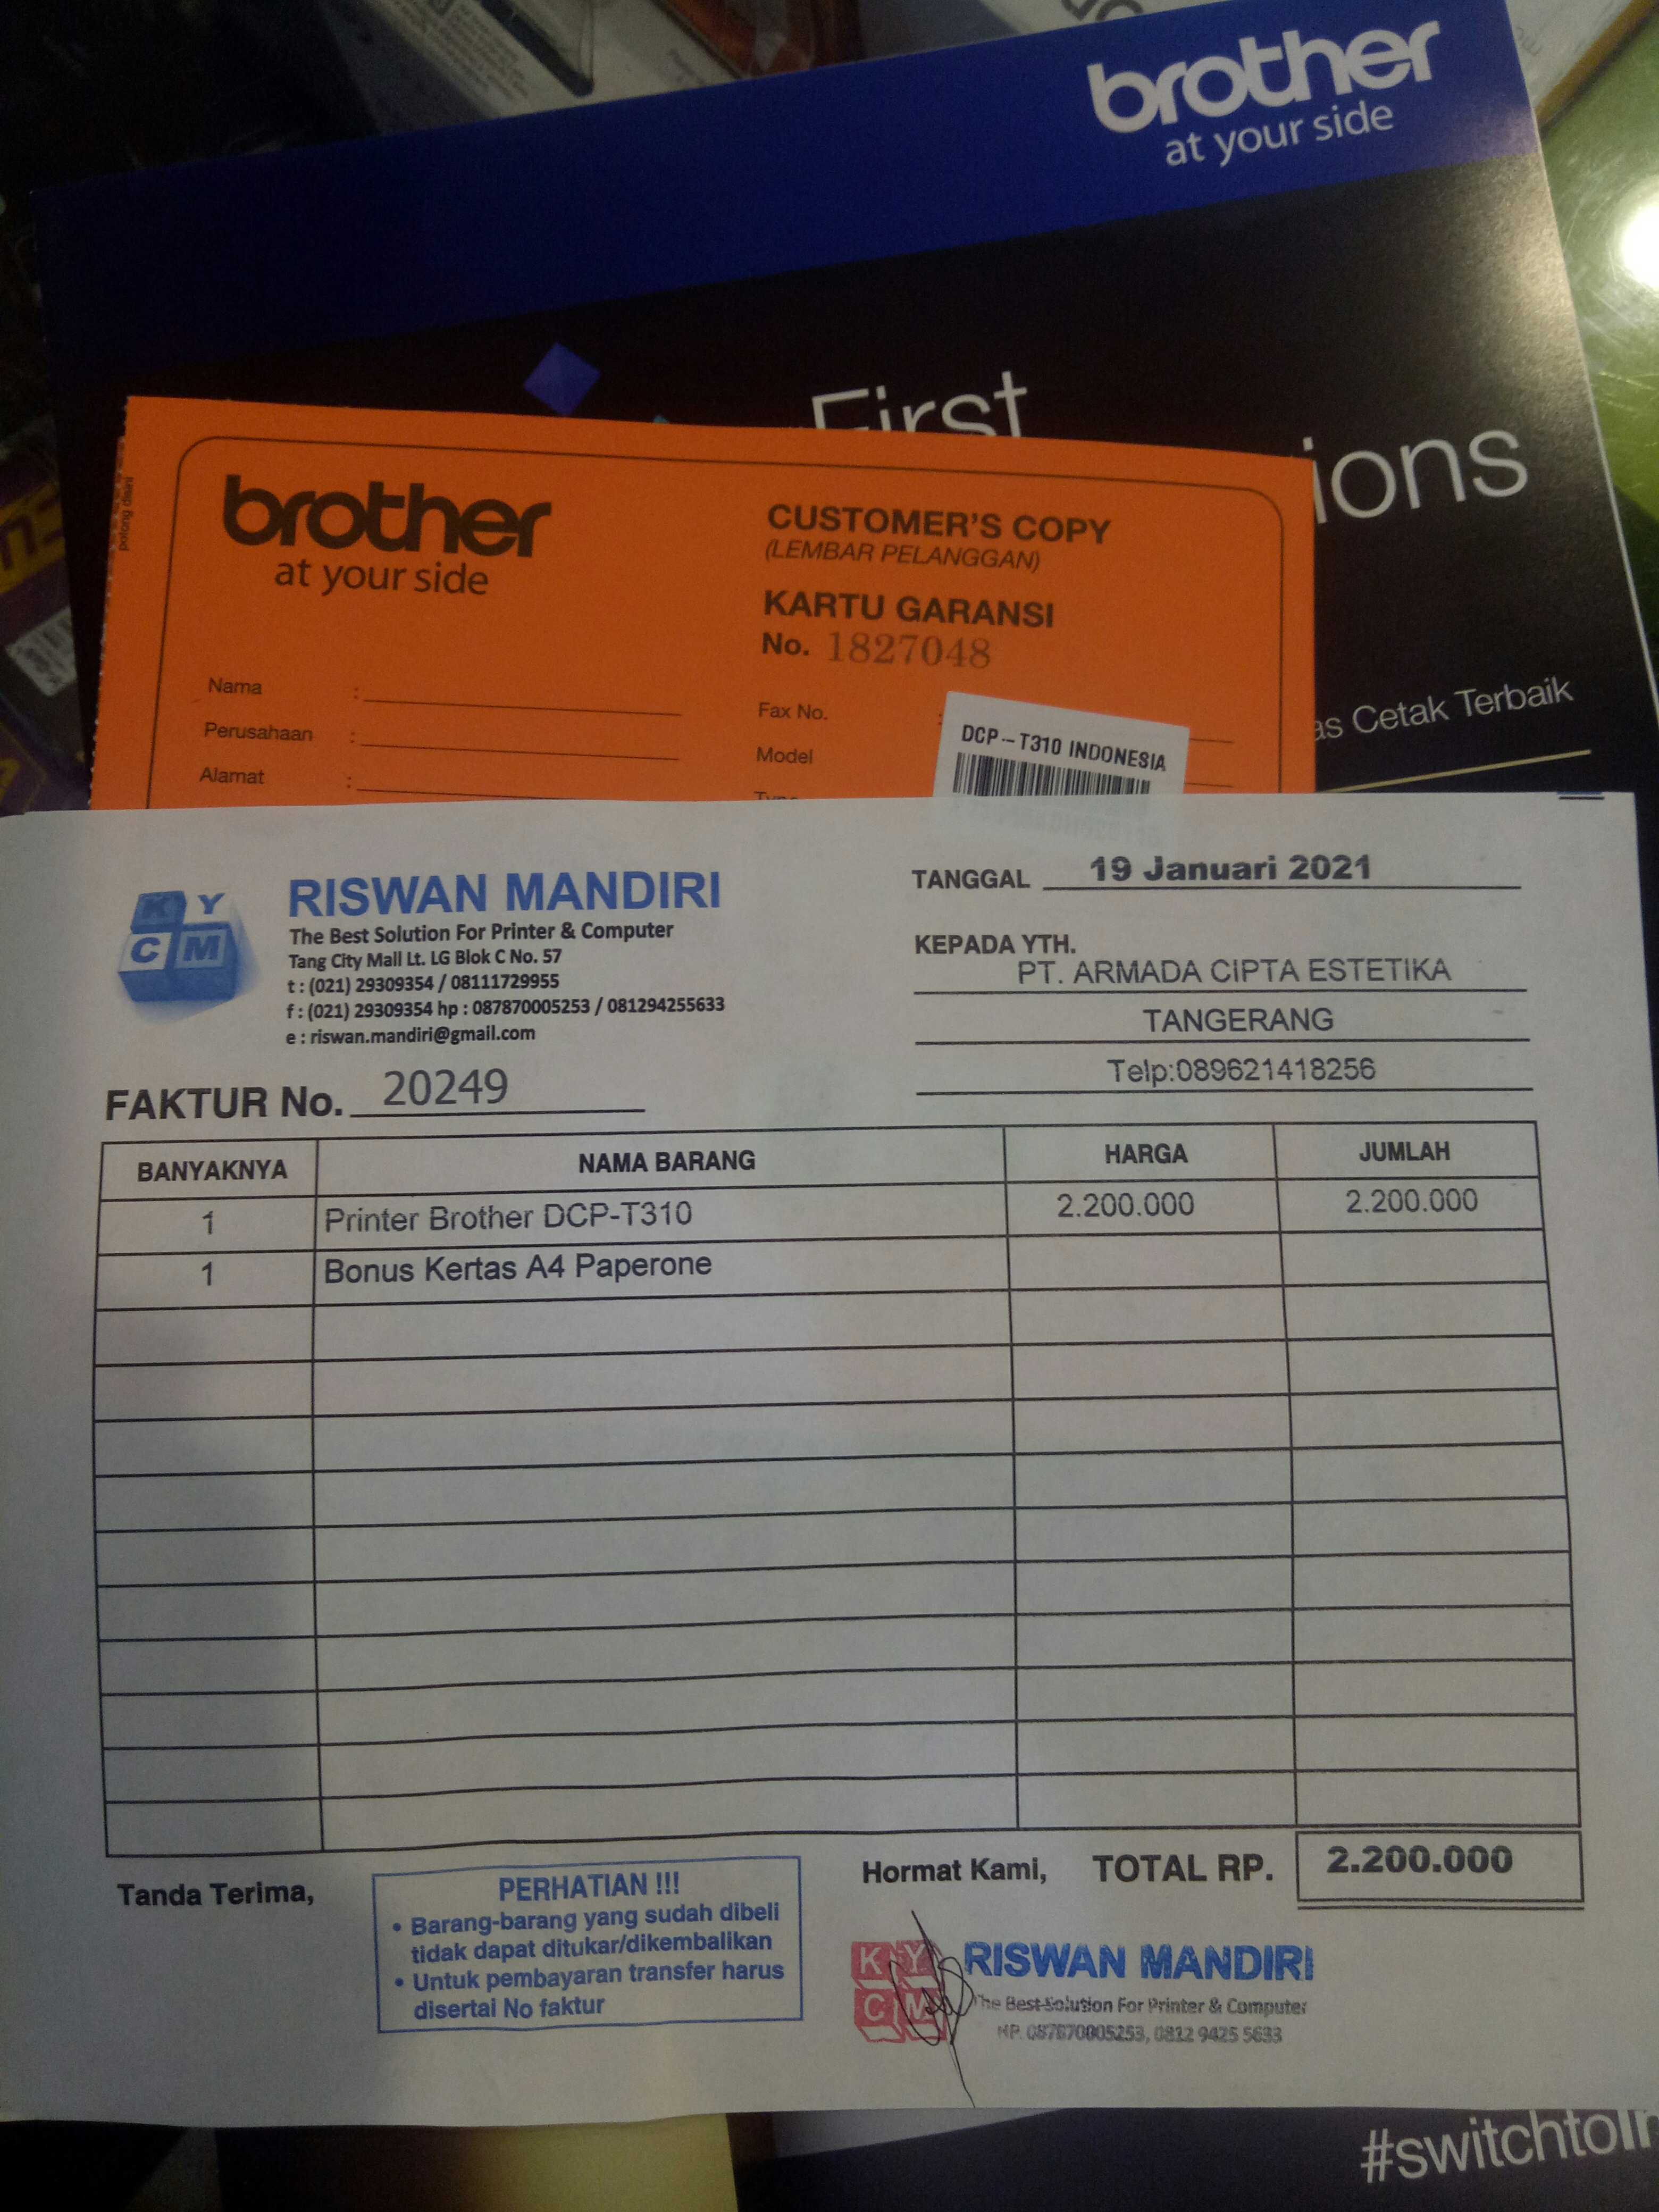 brother
at your side
First
ions
as Cetak Terbaik
potong disini
brother
at your side
CUSTOMER'S COPY
(LEMBAR PELANGGAN)
KARTU GARANSI
No. 1827048
Nama :
Perusahaan :
Alamat :
Fax No. :
Model
DCP-T310 INDONESIA
K Y
C M
RISWAN MANDIRI
The Best Solution For Printer & Computer
Tang City Mall Lt. LG Blok C No. 57
t : (021) 29309354 / 08111729955
f : (021) 29309354 hp : 087870005253 / 081294255633
e : riswan.mandiri@gmail.com
TANGGAL 19 Januari 2021
KEPADA YTH.
PT. ARMADA CIPTA ESTETIKA
TANGERANG
Telp:089621418256
FAKTUR No. 20249
BANYAKNYA NAMA BARANG HARGA JUMLAH
1 Printer Brother DCP-T310 2.200.000 2.200.000
1 Bonus Kertas A4 Paperone
Tanda Terima,
PERHATIAN !!!
• Barang-barang yang sudah dibeli
tidak dapat ditukar/dikembalikan
• Untuk pembayaran transfer harus
disertai No faktur
Hormat Kami, TOTAL RP. 2.200.000
K Y
C M
RISWAN MANDIRI
The Best Solution For Printer & Computer
HP. 087870005253, 0812 9425 5633